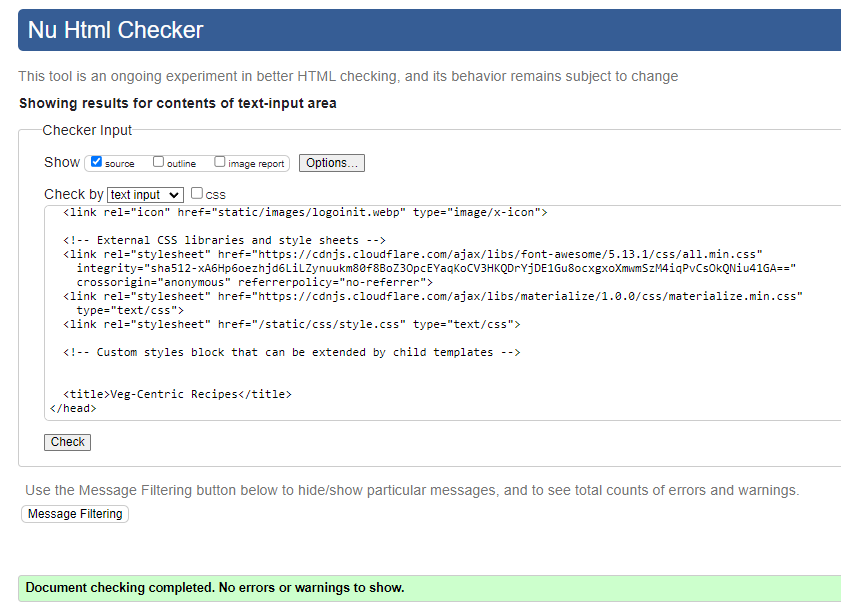 Nu Html Checker
This tool is an ongoing experiment in better HTML checking, and its behavior remains subject to change
Showing results for contents of text-input area
Checker Input
Show source outline image report Options...
Check by text input css
<link rel="icon" href="static/images/logoinit.webp" type="image/x-icon">
<!-- External CSS libraries and style sheets -->
<link rel="stylesheet" href="https://cdnjs.cloudflare.com/ajax/libs/font-awesome/5.13.1/css/all.min.css"
integrity="sha512-xA6Hp6oezhjd6LiLZynuukm80f8BoZ3OpcEYaqKoCV3HKQDrYjDE1Gu8ocxgxoXmwmSzM4iqPvCsOkQNiu41GA=="
crossorigin="anonymous" referrerpolicy="no-referrer">
<link rel="stylesheet" href="https://cdnjs.cloudflare.com/ajax/libs/materialize/1.0.0/css/materialize.min.css"
type="text/css">
<link rel="stylesheet" href="/static/css/style.css" type="text/css">
<!-- Custom styles block that can be extended by child templates -->
<title>Veg-Centric Recipes</title>
</head>
Check
Use the Message Filtering button below to hide/show particular messages, and to see total counts of errors and warnings.
Message Filtering
Document checking completed. No errors or warnings to show.